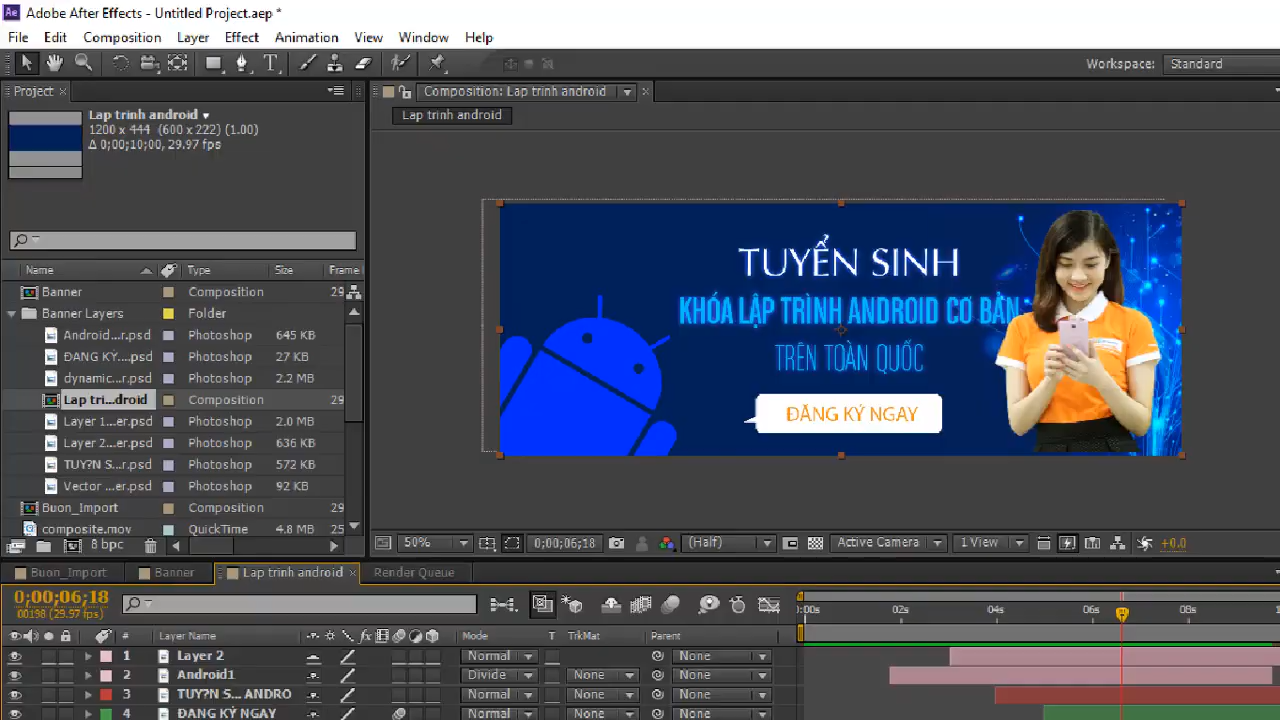 Adobe After Effects - Untitled Project.aep *
File Edit Composition Layer Effect Animation View Window Help
Workspace: Standard
Project
Composition: Lap trinh android
Lap trinh android
1200 x 444 (600 x 222) (1.00)
Δ 0;00;10;00, 29.97 fps
Lap trinh android
TUYỂN SINH
KHÓA LẬP TRÌNH ANDROID CƠ BẢN
TRÊN TOÀN QUỐC
ĐĂNG KÝ NGAY
Name Type Size Frame
Banner Composition 29
Banner Layers Folder
Android...r.psd Photoshop 645 KB
ĐANG KÝ....psd Photoshop 27 KB
dynamic...r.psd Photoshop 2.2 MB
Lap tri...droid Composition 29
Layer 1...er.psd Photoshop 2.0 MB
Layer 2...er.psd Photoshop 636 KB
TUY?N S...r.psd Photoshop 572 KB
Vector ...er.psd Photoshop 92 KB
Buon_Import Composition 29
composite.mov QuickTime 4.8 MB 25
8 bpc
50% 0;00;06;18 (Half) Active Camera 1 View +0.0
Buon_Import Banner Lap trinh android Render Queue
0;00;06;18
00198 (29.97 fps)
:00s 02s 04s 06s 08s
# Layer Name Mode T TrkMat Parent
1 Layer 2 Normal None
2 Android1 Divide None None
3 TUY?N S... ANDRO Normal None None
4 ĐANG KÝ NGAY Normal None None